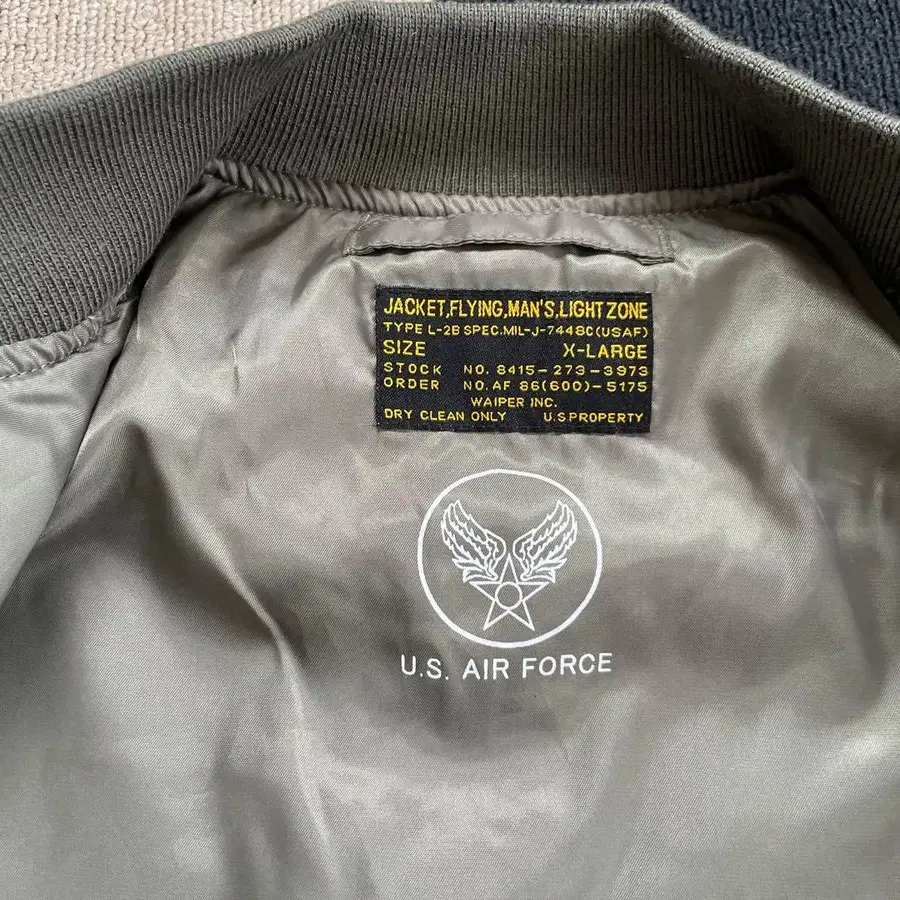 JACKET,FLYING,MAN'S,LIGHT ZONE
TYPE L-2B SPEC.MIL-J-7448C(USAF)
SIZE X-LARGE
STOCK NO. 8415-273-3973
ORDER NO. AF 86(600)-5175
WAIPER INC.
DRY CLEAN ONLY U.S PROPERTY
U.S. AIR FORCE